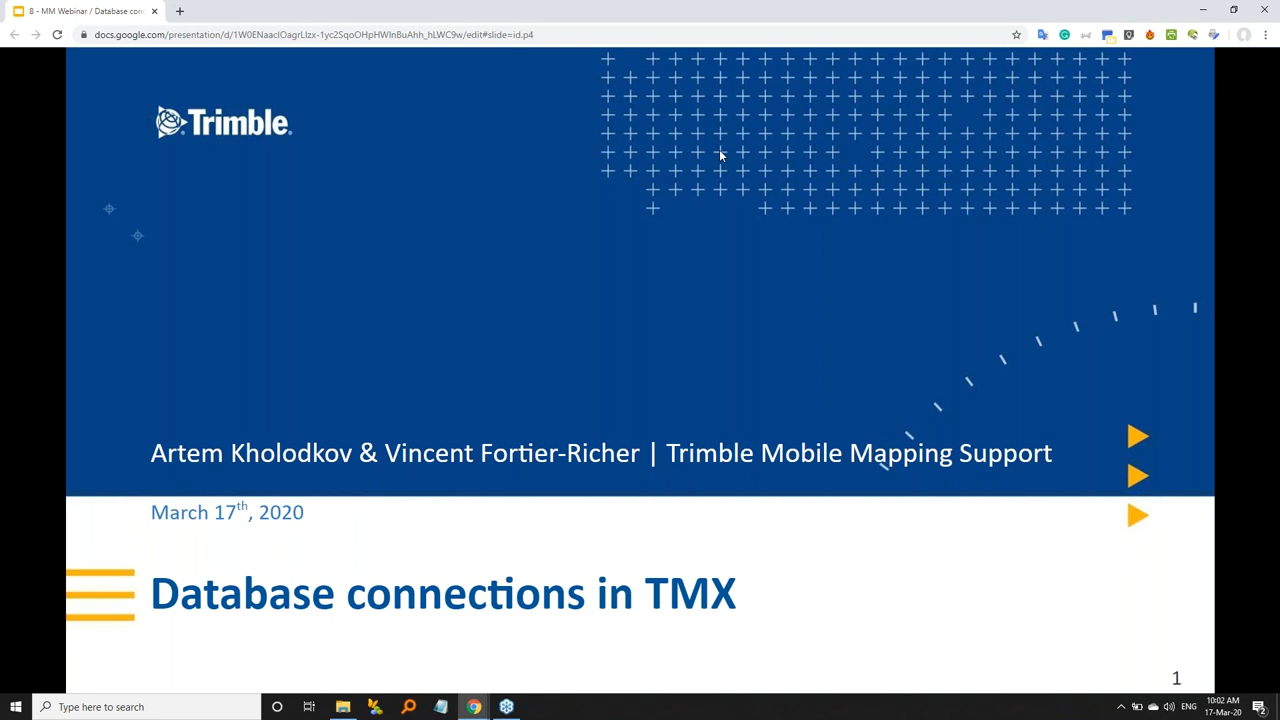 8 - MM Webinar / Database con
docs.google.com/presentation/d/1W0ENaaclOagrLIzx-1yc2SqoOHpHWInBuAhh_hLWC9w/edit#slide=id.p4
Trimble.
Artem Kholodkov & Vincent Fortier-Richer | Trimble Mobile Mapping Support
March 17th, 2020
Database connections in TMX
1
Type here to search
ENG
10:02 AM
17-Mar-20
2